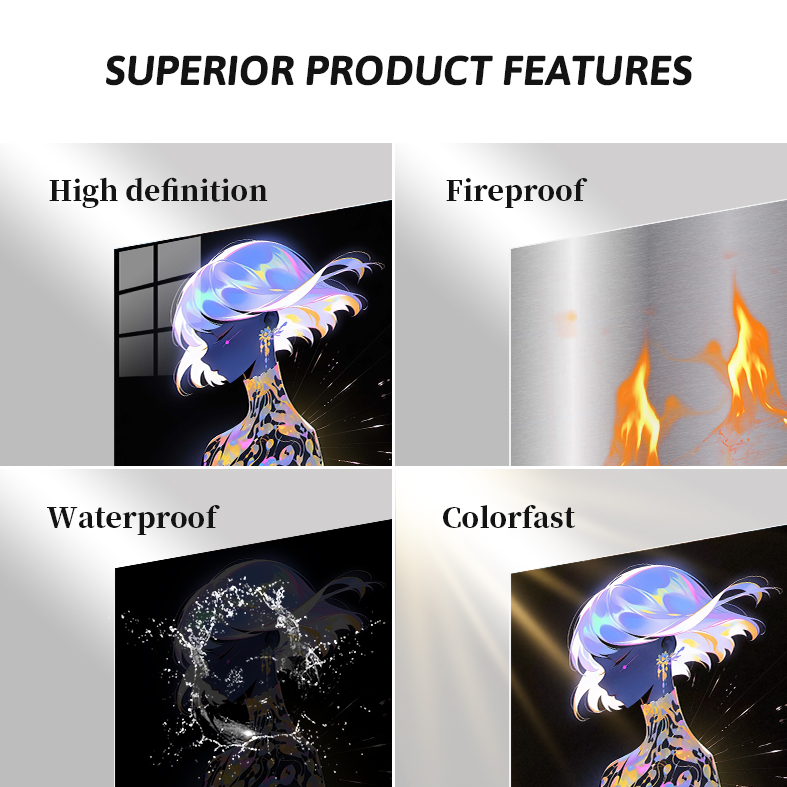 SUPERIOR PRODUCT FEATURES
High definition
Fireproof
Waterproof
Colorfast